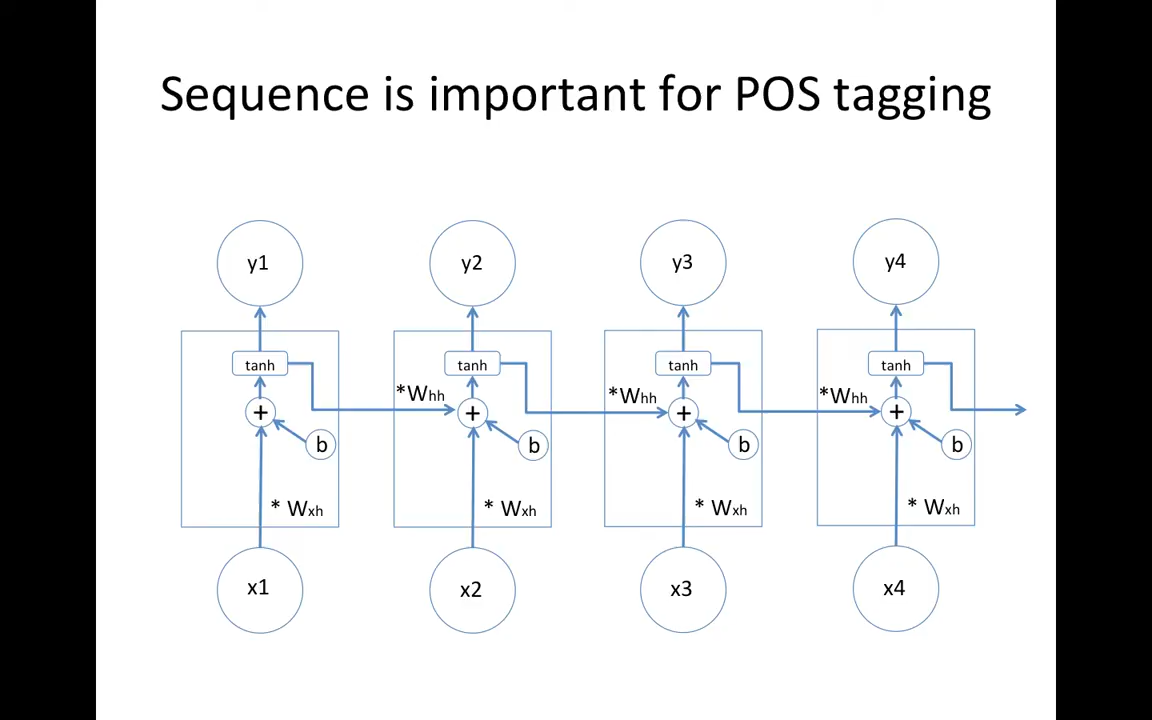 Sequence is important for POS tagging
y1 y2 y3 y4
tanh tanh tanh tanh
*Whh *Whh *Whh
+ + + +
b b b b
* Wxh * Wxh * Wxh * Wxh
x1 x2 x3 x4